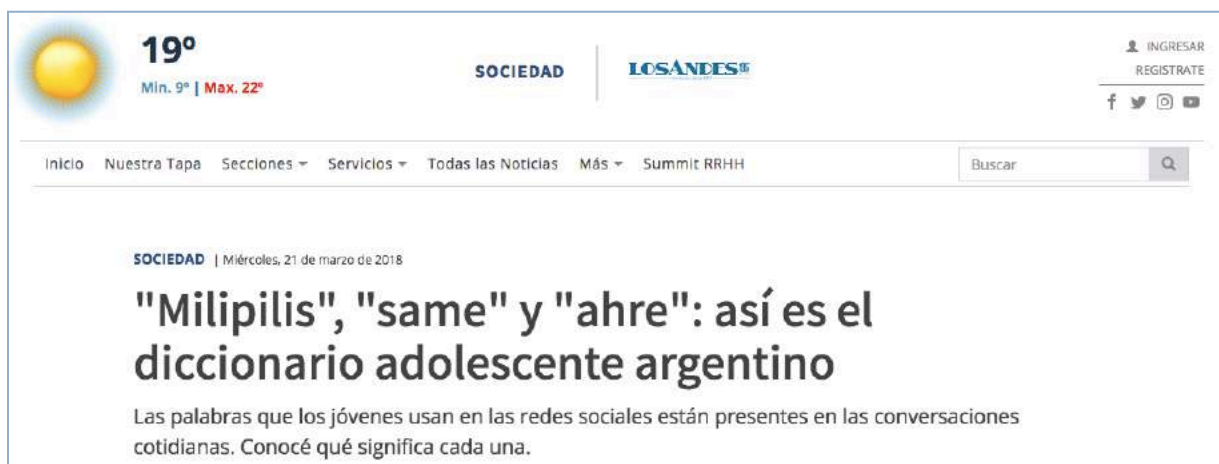 19º
Min. 9º | Max. 22º
SOCIEDAD
LOSANDES
INGRESAR
REGISTRATE
Inicio Nuestra Tapa Secciones Servicios Todas las Noticias Más Summit RRHH
Buscar
SOCIEDAD | Miércoles, 21 de marzo de 2018
"Milipilis", "same" y "ahre": así es el
diccionario adolescente argentino
Las palabras que los jóvenes usan en las redes sociales están presentes en las conversaciones
cotidianas. Conocé qué significa cada una.